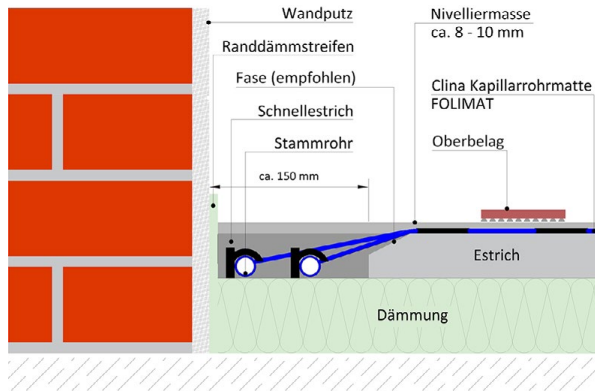 Wandputz
Randdämmstreifen
Fase (empfohlen)
Schnellestrich
Stammrohr
ca. 150 mm
Nivelliermasse
ca. 8 - 10 mm
Clina Kapillarrohrmatte
FOLIMAT
Oberbelag
Estrich
Dämmung